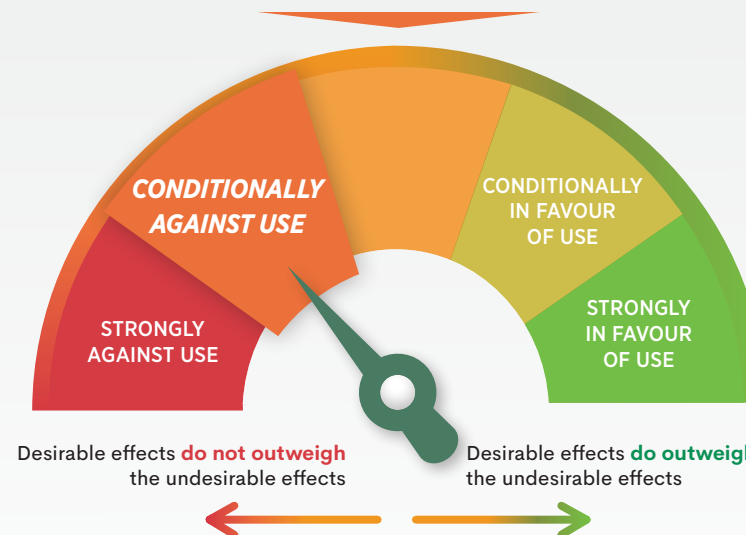 CONDITIONALLY
AGAINST USE
CONDITIONALLY
IN FAVOUR
OF USE
STRONGLY
AGAINST USE
STRONGLY
IN FAVOUR
OF USE
Desirable effects do not outweigh
the undesirable effects
Desirable effects do outweigh
the undesirable effects